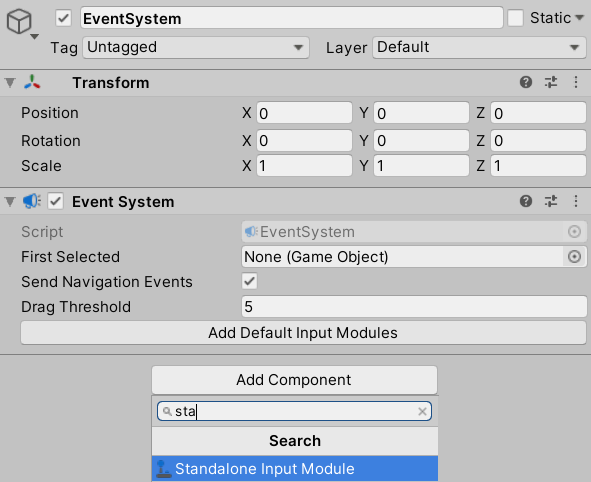 EventSystem Static
Tag Untagged Layer Default
Transform
Position X 0 Y 0 Z 0
Rotation X 0 Y 0 Z 0
Scale X 1 Y 1 Z 1
Event System
Script EventSystem
First Selected None (Game Object)
Send Navigation Events
Drag Threshold 5
Add Default Input Modules
Add Component
sta
Search
Standalone Input Module